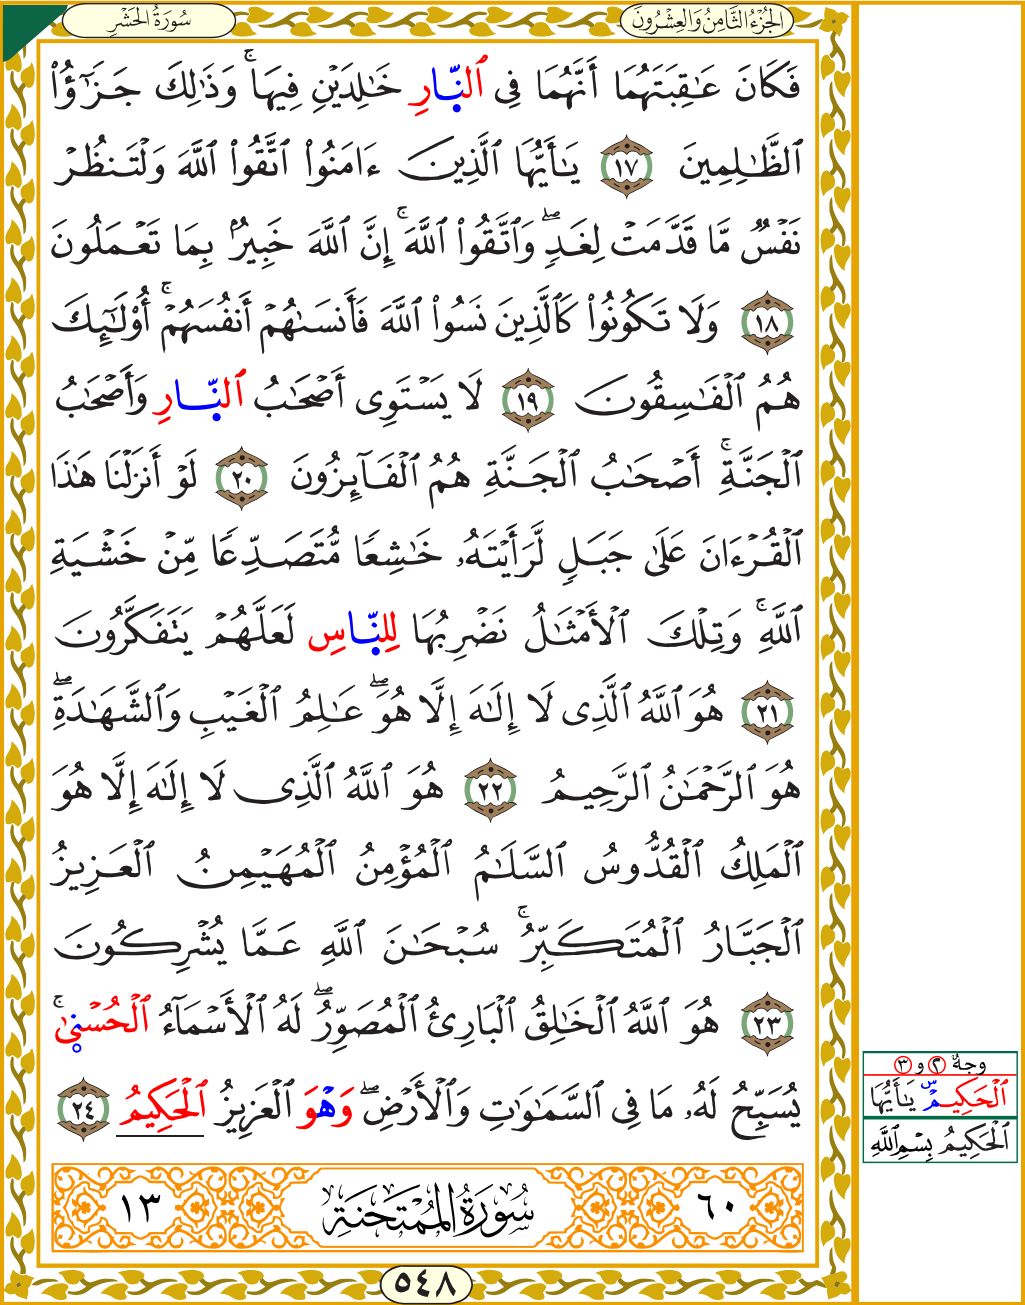 الجُزْءُ الثَّامِنُ وَالعِشْرُونَ
سُورَةُ الحَشْرِ
فَكَانَ عَٰقِبَتَهُمَآ أَنَّهُمَا فِى ٱلنَّارِ خَٰلِدَيْنِ فِيهَا ۚ وَذَٰلِكَ جَزَٰٓؤُا۟
ٱلظَّٰلِمِينَ ١٧ يَٰأَيُّهَا ٱلَّذِينَ ءَامَنُوا۟ ٱتَّقُوا۟ ٱللَّهَ وَلْتَنظُرْ
نَفْسٌ مَّا قَدَّمَتْ لِغَدٍ ۖ وَٱتَّقُوا۟ ٱللَّهَ ۚ إِنَّ ٱللَّهَ خَبِيرٌۢ بِمَا تَعْمَلُونَ
١٨ وَلَا تَكُونُوا۟ كَٱلَّذِينَ نَسُوا۟ ٱللَّهَ فَأَنسَىٰهُمْ أَنفُسَهُمْ ۚ أُو۟لَٰٓئِكَ
هُمُ ٱلْفَٰسِقُونَ ١٩ لَا يَسْتَوِى أَصْحَٰبُ ٱلنَّارِ وَأَصْحَٰبُ
ٱلْجَنَّةِ ۚ أَصْحَٰبُ ٱلْجَنَّةِ هُمُ ٱلْفَآئِزُونَ ٢٠ لَوْ أَنزَلْنَا هَٰذَا
ٱلْقُرْءَانَ عَلَىٰ جَبَلٍ لَّرَأَيْتَهُۥ خَٰشِعًا مُّتَصَدِّعًا مِّنْ خَشْيَةِ
ٱللَّهِ ۚ وَتِلْكَ ٱلْأَمْثَٰلُ نَضْرِبُهَا لِلنَّاسِ لَعَلَّهُمْ يَتَفَكَّرُونَ
٢١ هُوَ ٱللَّهُ ٱلَّذِى لَا إِلَٰهَ إِلَّا هُوَ ۖ عَٰلِمُ ٱلْغَيْبِ وَٱلشَّهَٰدَةِ ۖ
هُوَ ٱلرَّحْمَٰنُ ٱلرَّحِيمُ ٢٢ هُوَ ٱللَّهُ ٱلَّذِى لَا إِلَٰهَ إِلَّا هُوَ
ٱلْمَلِكُ ٱلْقُدُّوسُ ٱلسَّلَٰمُ ٱلْمُؤْمِنُ ٱلْمُهَيْمِنُ ٱلْعَزِيزُ
ٱلْجَبَّارُ ٱلْمُتَكَبِّرُ ۚ سُبْحَٰنَ ٱللَّهِ عَمَّا يُشْرِكُونَ
٢٣ هُوَ ٱللَّهُ ٱلْخَٰلِقُ ٱلْبَارِئُ ٱلْمُصَوِّرُ ۖ لَهُ ٱلْأَسْمَآءُ ٱلْحُسْنَىٰ ۚ
يُسَبِّحُ لَهُۥ مَا فِى ٱلسَّمَٰوَٰتِ وَٱلْأَرْضِ ۖ وَهْوَ ٱلْعَزِيزُ ٱلْحَكِيمُ ٢٤
وجه ٢ و ٣
ٱلْحَكِيمُ س يَٰأَيُّهَا
ٱلْحَكِيمُ بِسْمِ ٱللَّهِ
٦٠ سُورَةُ المُمْتَحَنَةِ ١٣
٥٤٨